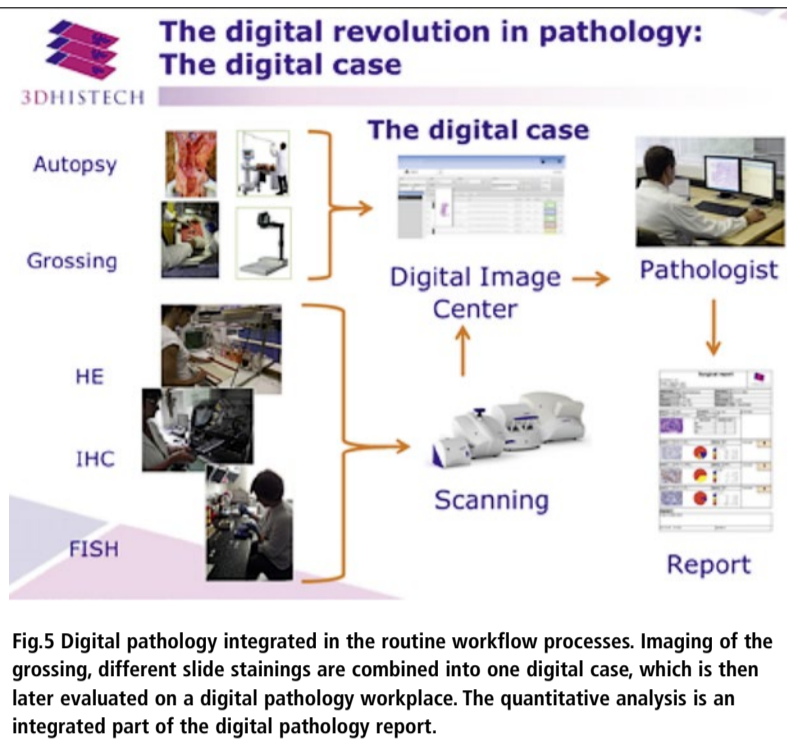 The digital revolution in pathology:
The digital case
3DHISTECH
The digital case
Autopsy
Grossing
Digital Image
Center
Pathologist
HE
IHC
FISH
Scanning
Surgical report
Report
Fig.5 Digital pathology integrated in the routine workflow processes. Imaging of the
grossing, different slide stainings are combined into one digital case, which is then
later evaluated on a digital pathology workplace. The quantitative analysis is an
integrated part of the digital pathology report.